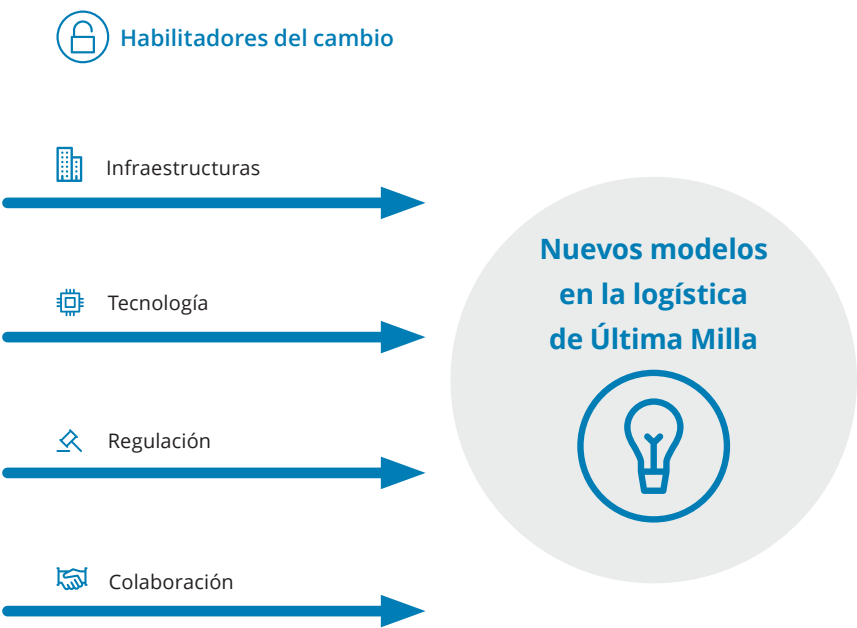 Habilitadores del cambio
Infraestructuras
Tecnología
Regulación
Colaboración
Nuevos modelos
en la logística
de Última Milla